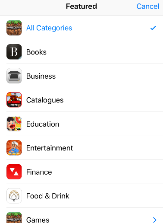 Featured Cancel
All Categories
Books
Business
Catalogues
Education
Entertainment
Finance
Food & Drink
Games